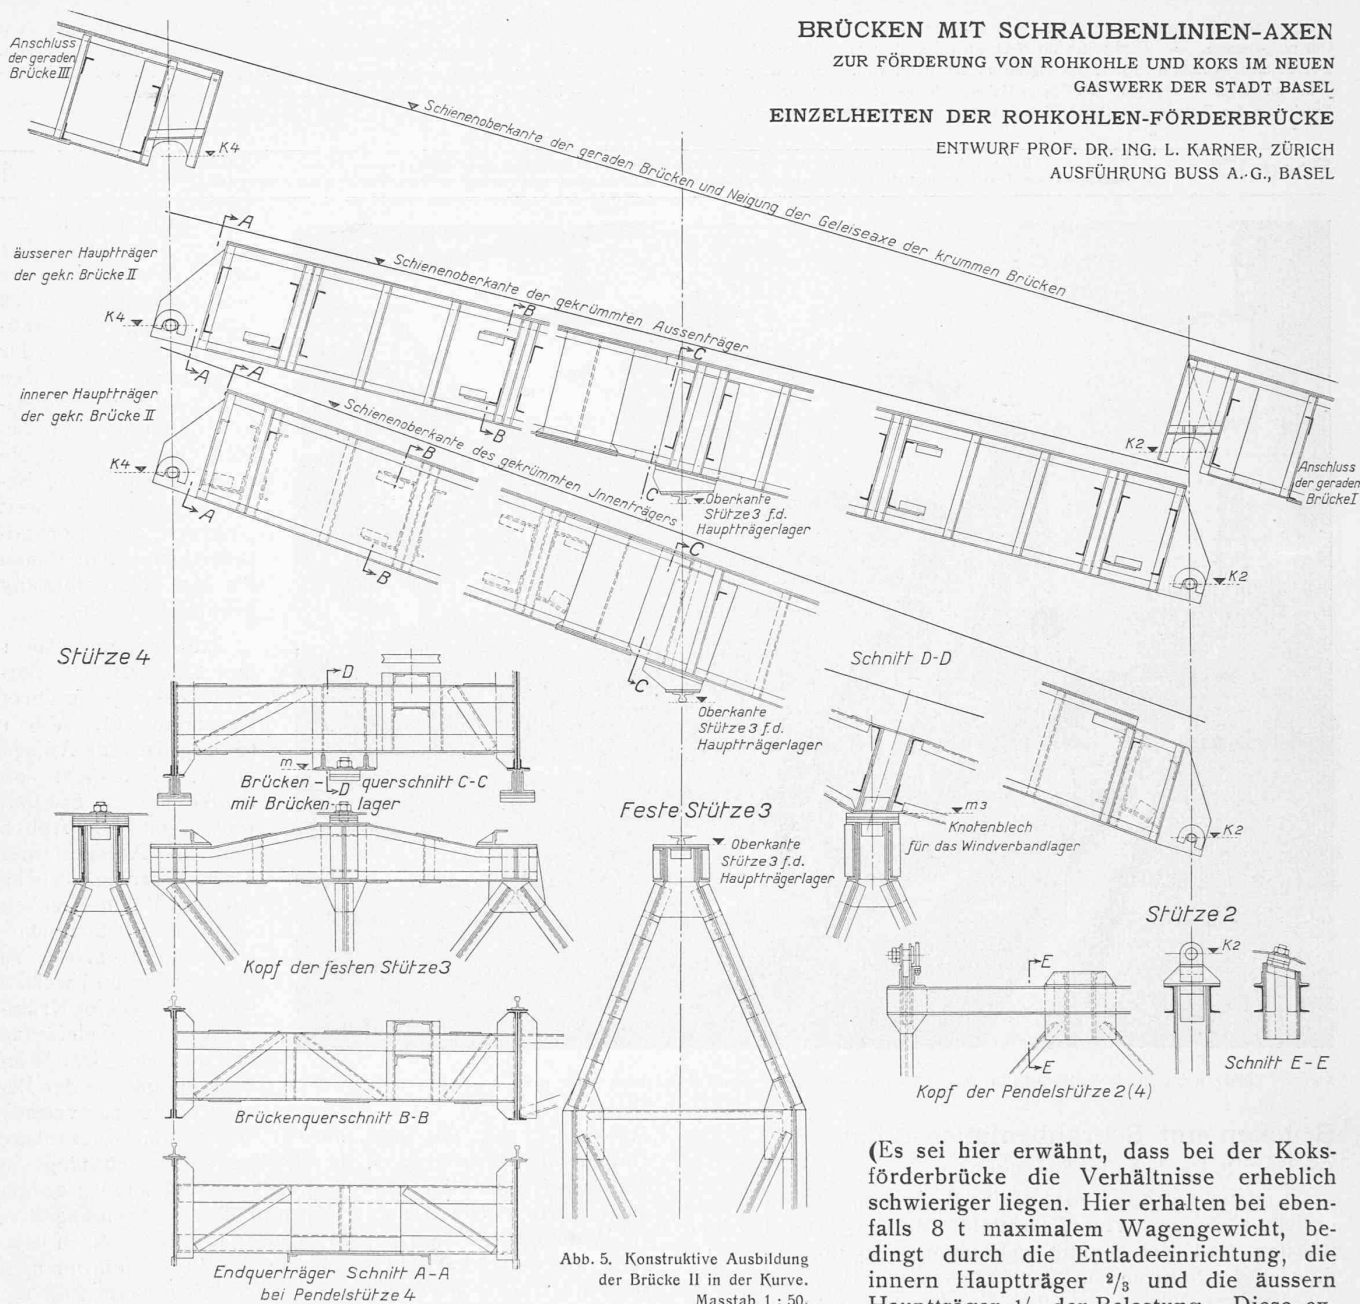 BRÜCKEN MIT SCHRAUBENLINIEN-AXEN
ZUR FÖRDERUNG VON ROHKOHLE UND KOKS IM NEUEN
GASWERK DER STADT BASEL
EINZELHEITEN DER ROHKOHLEN-FÖRDERBRÜCKE
ENTWURF PROF. DR. ING. L. KARNER, ZÜRICH
AUSFÜHRUNG BUSS A.-G., BASEL
Anschluss
der geraden
Brücke III
K4
Schienenoberkante der geraden Brücken und Neigung der Geleiseaxe der krummen Brücken
A
äusserer Hauptträger
der gekr. Brücke II
Schienenoberkante der gekrümmten Aussenträger
K4
B
C
A
A
innerer Hauptträger
der gekr. Brücke II
Schienenoberkante des gekrümmten Jnnenträgers
B
B
K4
A
C
K2
Anschluss
der geraden
Brücke I
Oberkante
Stütze 3 f.d.
Hauptträgerlager
C
B
K2
C
Oberkante
Stütze 3 f.d.
Hauptträgerlager
Stütze 4
D
Schnitt D-D
m
D
Brücken-querschnitt C-C
mit Brücken-lager
m3
Knotenblech
für das Windverbandlager
K2
Feste Stütze 3
Oberkante
Stütze 3 f.d.
Hauptträgerlager
Kopf der festen Stütze 3
Stütze 2
K2
E
E
Schnitt E-E
Kopf der Pendelstütze 2(4)
Brückenquerschnitt B-B
Endquerträger Schnitt A-A
bei Pendelstütze 4
Abb. 5. Konstruktive Ausbildung
der Brücke II in der Kurve.
Masstab 1 : 50.
(Es sei hier erwähnt, dass bei der Koks-
förderbrücke die Verhältnisse erheblich
schwieriger liegen. Hier erhalten bei eben-
falls 8 t maximalem Wagengewicht, be-
dingt durch die Entladeeinrichtung, die
innern Hauptträger 2/3 und die äussern
Hauptträger der Belastung. Diese